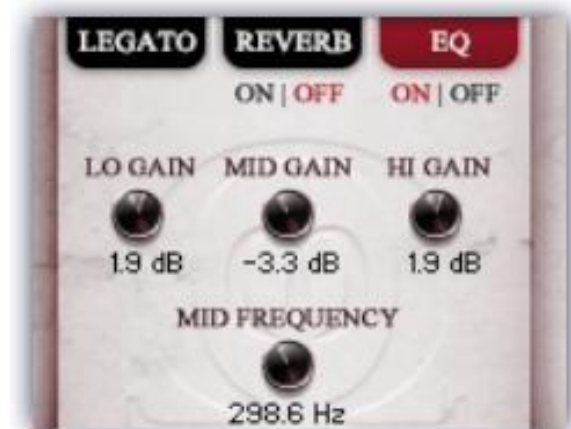 LEGATO REVERB EQ
ON | OFF ON | OFF
LO GAIN MID GAIN HI GAIN
1.9 dB -3.3 dB 1.9 dB
MID FREQUENCY
298.6 Hz